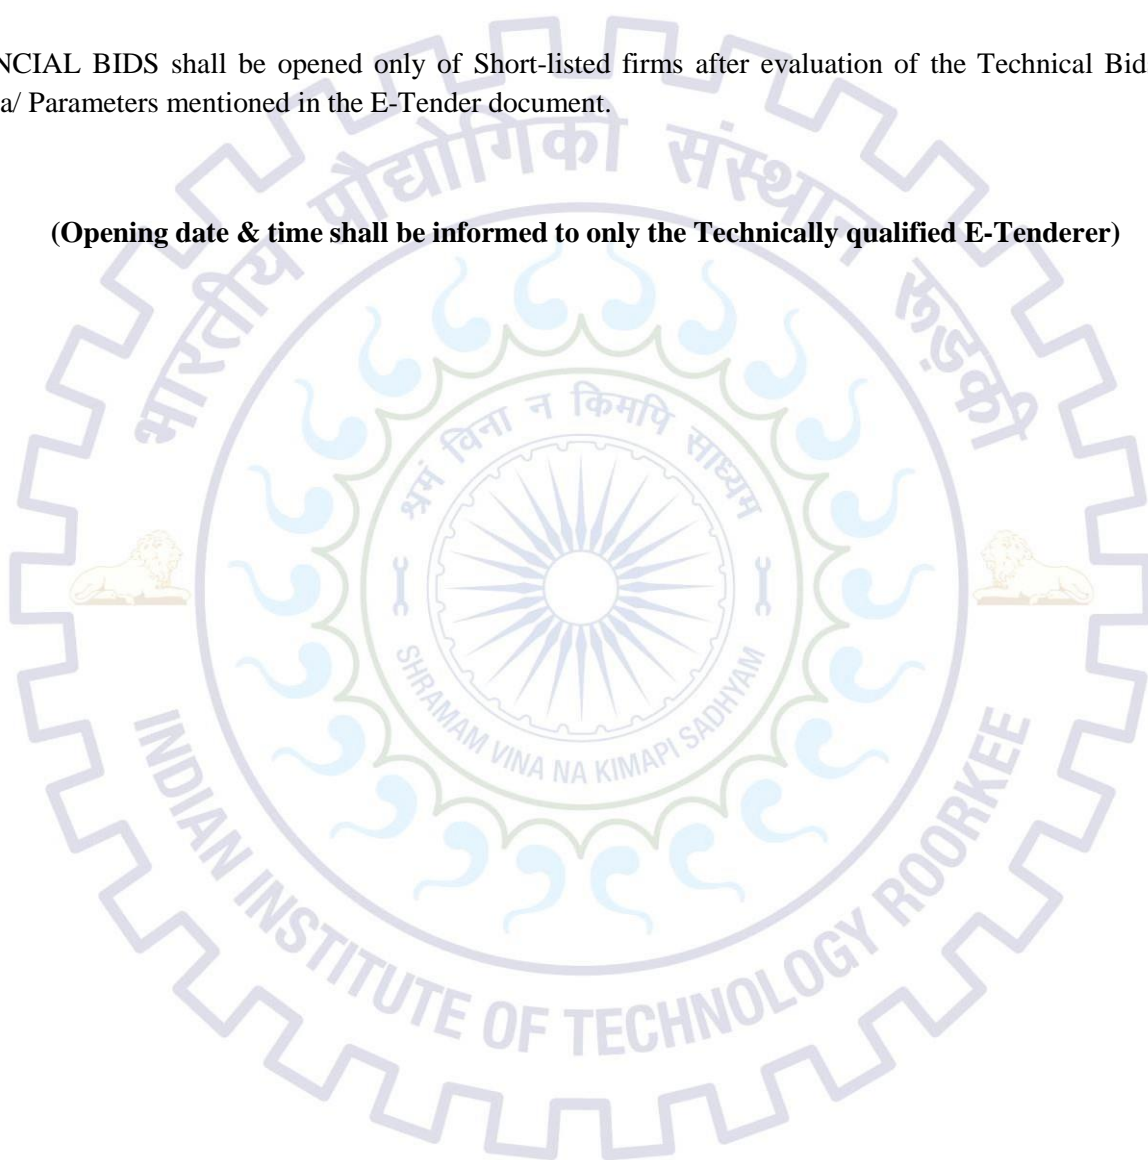 NCIAL BIDS shall be opened only of Short-listed firms after evaluation of the Technical Bid
a/ Parameters mentioned in the E-Tender document.
(Opening date & time shall be informed to only the Technically qualified E-Tenderer)
भारतीय प्रौद्योगिकी संस्थान रूड़की
श्रमं विना न किमपि साध्यम
SHRAMAM VINA NA KIMAPI SADHYAM
INDIAN INSTITUTE OF TECHNOLOGY ROORKEE